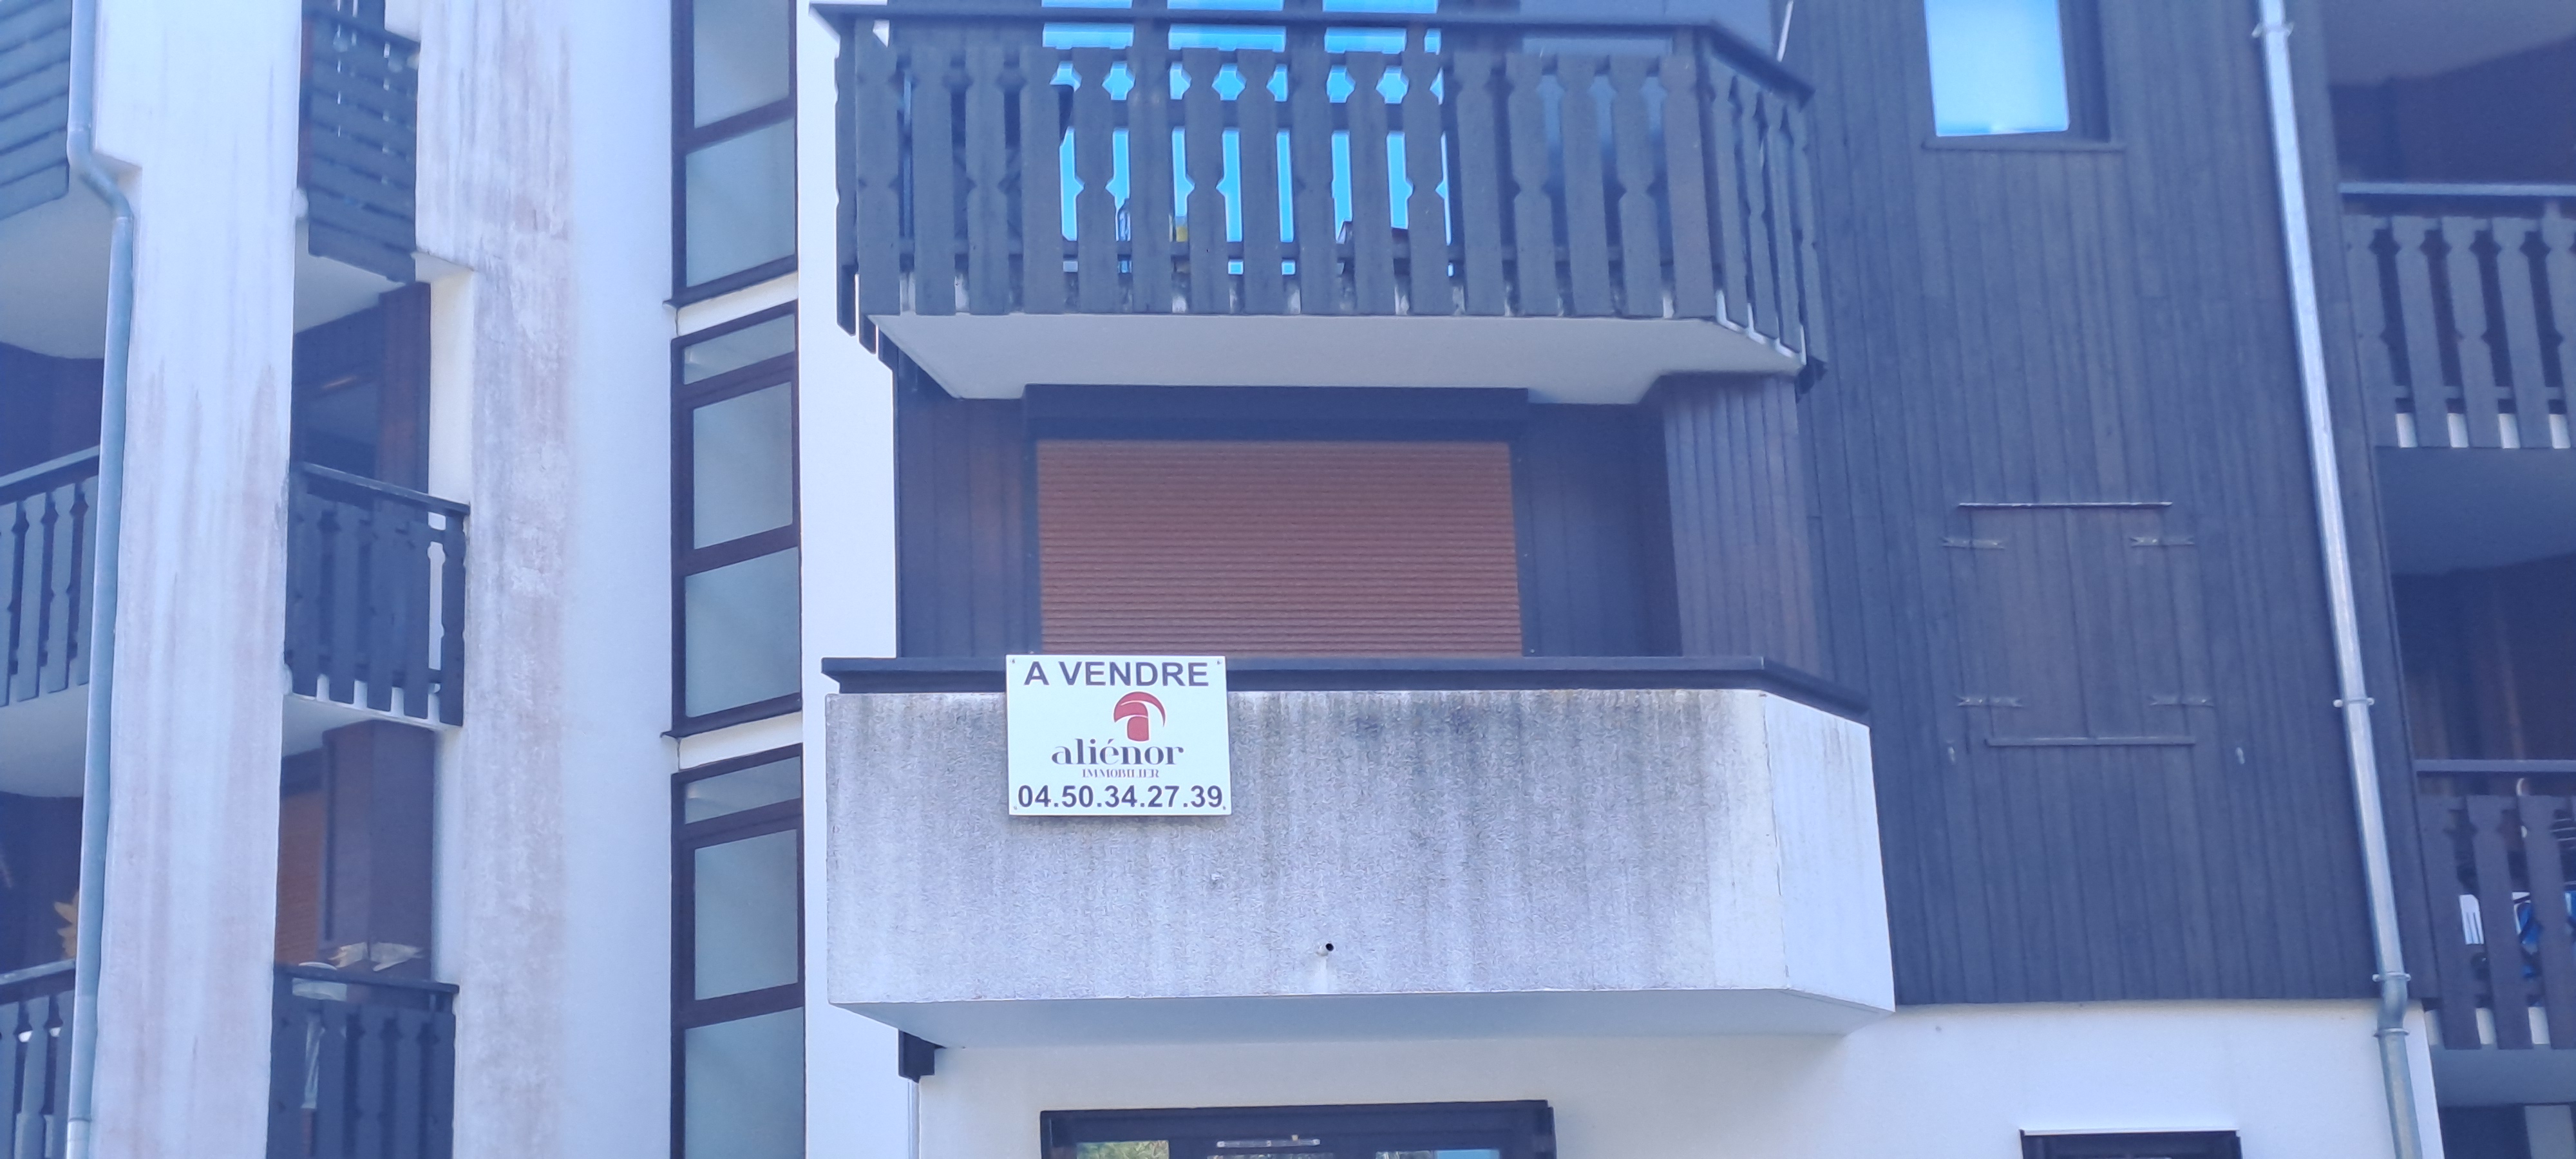 A VENDRE
aliénor
IMMOBILIER
04.50.34.27.39